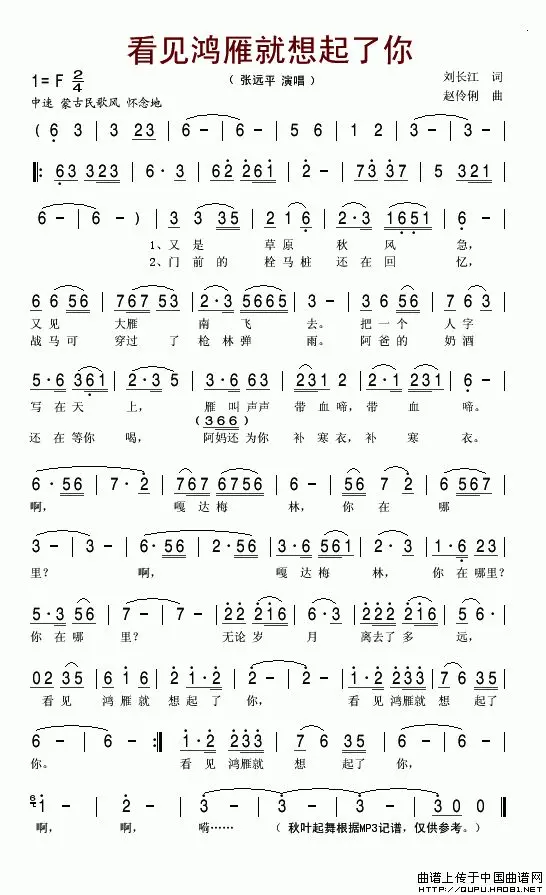 看见鸿雁就想起了你
1=F 2/4
（ 张远平 演唱 ）
刘长江 词
中速 蒙古民歌风 怀念地
赵伶俐 曲
( 6 3 | 3 23 | 6 - | 6 - | 5 6 | 1 2 | 3 - | 3 - |
|: 63 323 | 6· 3 | 62 261 | 2 - | 73 37 | 5 321 |
6 - | 6 - ) | 3 3 35 | 2 1 6 | 2·3 1651 | 6 - |
1、又 是 草 原 秋 风 急，
2、门 前 的 栓 马 桩 还 在 回 忆，
6 6 56 | 767 53 | 2·3 5665 | 3 - | 3 6 56 | 7 6 3 |
又 见 大 雁 南 飞 去。 把 一 个 人 字
战 马 可 穿 过 了 枪 林 弹 雨。 阿 爸 的 奶 酒
5·6 361 | 2·3 5 | 3·6 63 | 231 2 | 2·1 231 | 6 - |
写 在 天 上， 雁 叫 声 声 带 血 啼， 带 血 啼。
(366)
还 在 等 你 喝， 阿 妈 还 为 你 补 寒 衣， 补 寒 衣。
6·56 | 7·2 | 767 6756 | 6 - | 56 7 2 | 6 567 |
啊， 嘎 达 梅 林， 你 在 哪
3 - | 3 - | 6·56 | 2·56 | 3·6 561 | 2·3 | 1·6 23 |
里？ 啊， 嘎 达 梅 林， 你 在 哪 里？
5·3 56 | 7 - | 7 - | 22 216 | 6·3 | 222 216 | 56· |
你 在 哪 里？ 无论 岁 月 离去 了 多 远，
02 35 | 6 1 6 | 2 1 2 | 2 - | 2 - | 1·2 233 | 7 6 35 |
看 见 鸿 雁 就 想 起 了 你， 看 见 鸿雁就 想 起了
6 - | 6 - :| 1·2 233 | 7 6 35 | 6 - | 6 - |
你。 看 见 鸿雁就 想 起了 你，
6 1 - | 2 - | 3 - | 3 - | 3 - | 3 0 0 ‖
啊， 啊， 嗬…… （ 秋叶起舞根据MP3记谱，仅供参考。）
曲谱上传于中国曲谱网
HTTP://QUPU.HAO81.NET